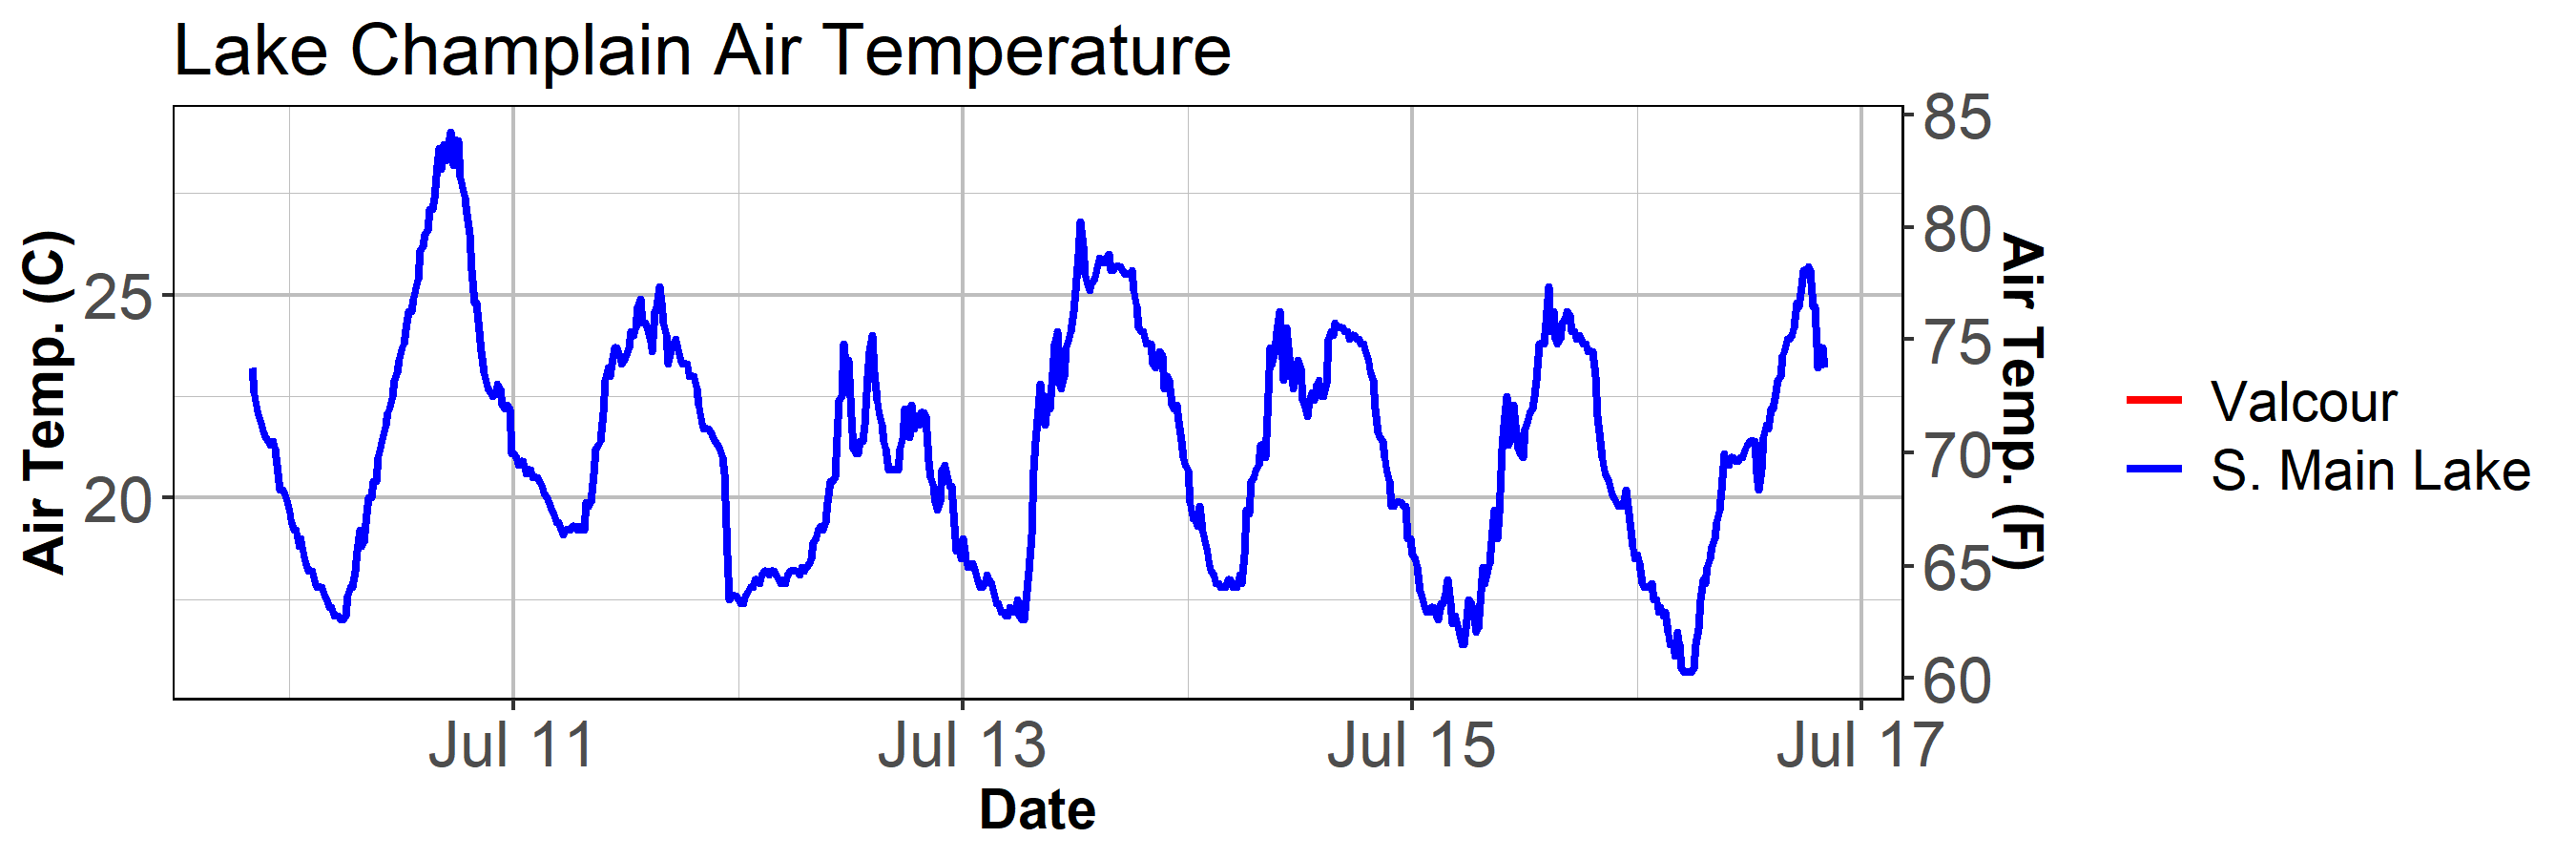 Lake Champlain Air Temperature
Air Temp. (C)
25
20
85
80
75
70
65
60
Air Temp. (F)
Jul 11
Jul 13
Jul 15
Jul 17
Date
Valcour
S. Main Lake